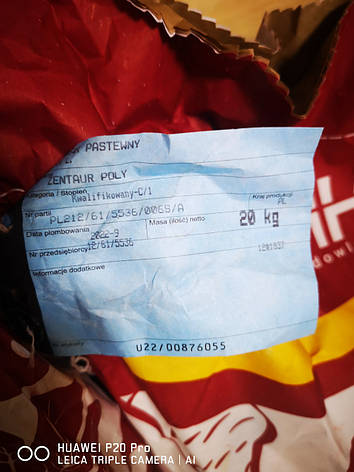 PASTEWNY
ZENTAUR POLY
Kategoria / Stopień
Kwalifikowany-C/1
Kraj produkcji
PL
Nr partii
PL212/61/5536/0069/A
Data plombowania 2022-9
Masa (ilość) netto
20 kg
Nr przedsiębiorcy 12/61/5536
Informacje dodatkowe
U22/00876055
HUAWEI P20 Pro
LEICA TRIPLE CAMERA | AI